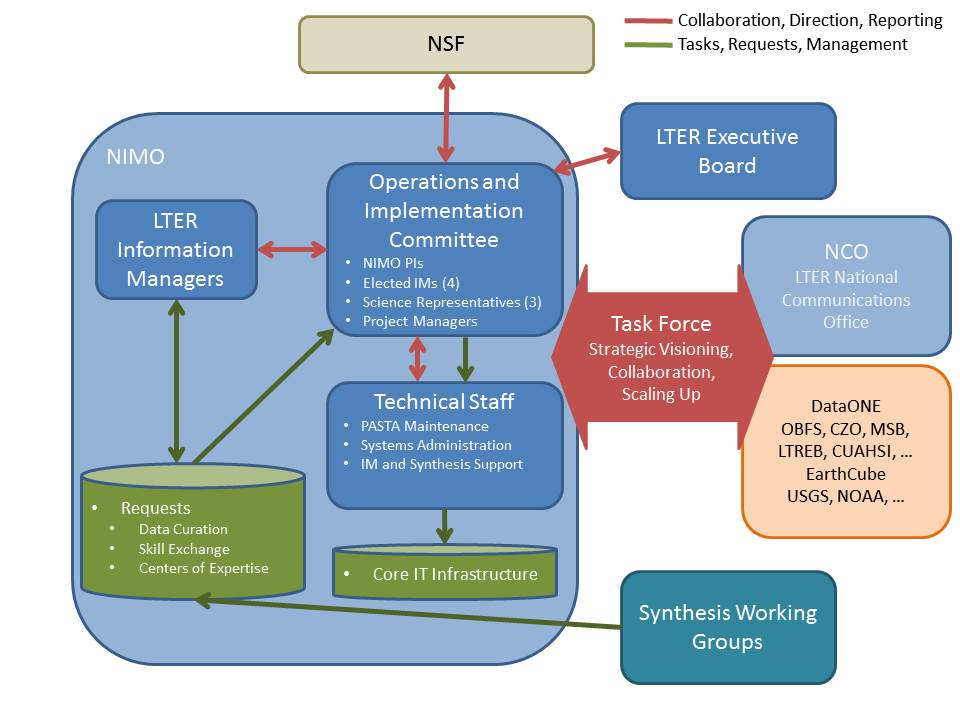 NSF
Collaboration, Direction, Reporting
Tasks, Requests, Management
NIMO
LTER Executive
Board
Operations and
Implementation
Committee
• NIMO PIs
• Elected IMs (4)
• Science Representatives (3)
• Project Managers
LTER
Information
Managers
NCO
LTER National
Communications
Office
Task Force
Strategic Visioning,
Collaboration,
Scaling Up
Technical Staff
• PASTA Maintenance
• Systems Administration
• IM and Synthesis Support
DataONE
OBFS, CZO, MSB,
LTREB, CUAHSI, ...
EarthCube
USGS, NOAA, ...
• Requests
• Data Curation
• Skill Exchange
• Centers of Expertise
• Core IT Infrastructure
Synthesis Working
Groups